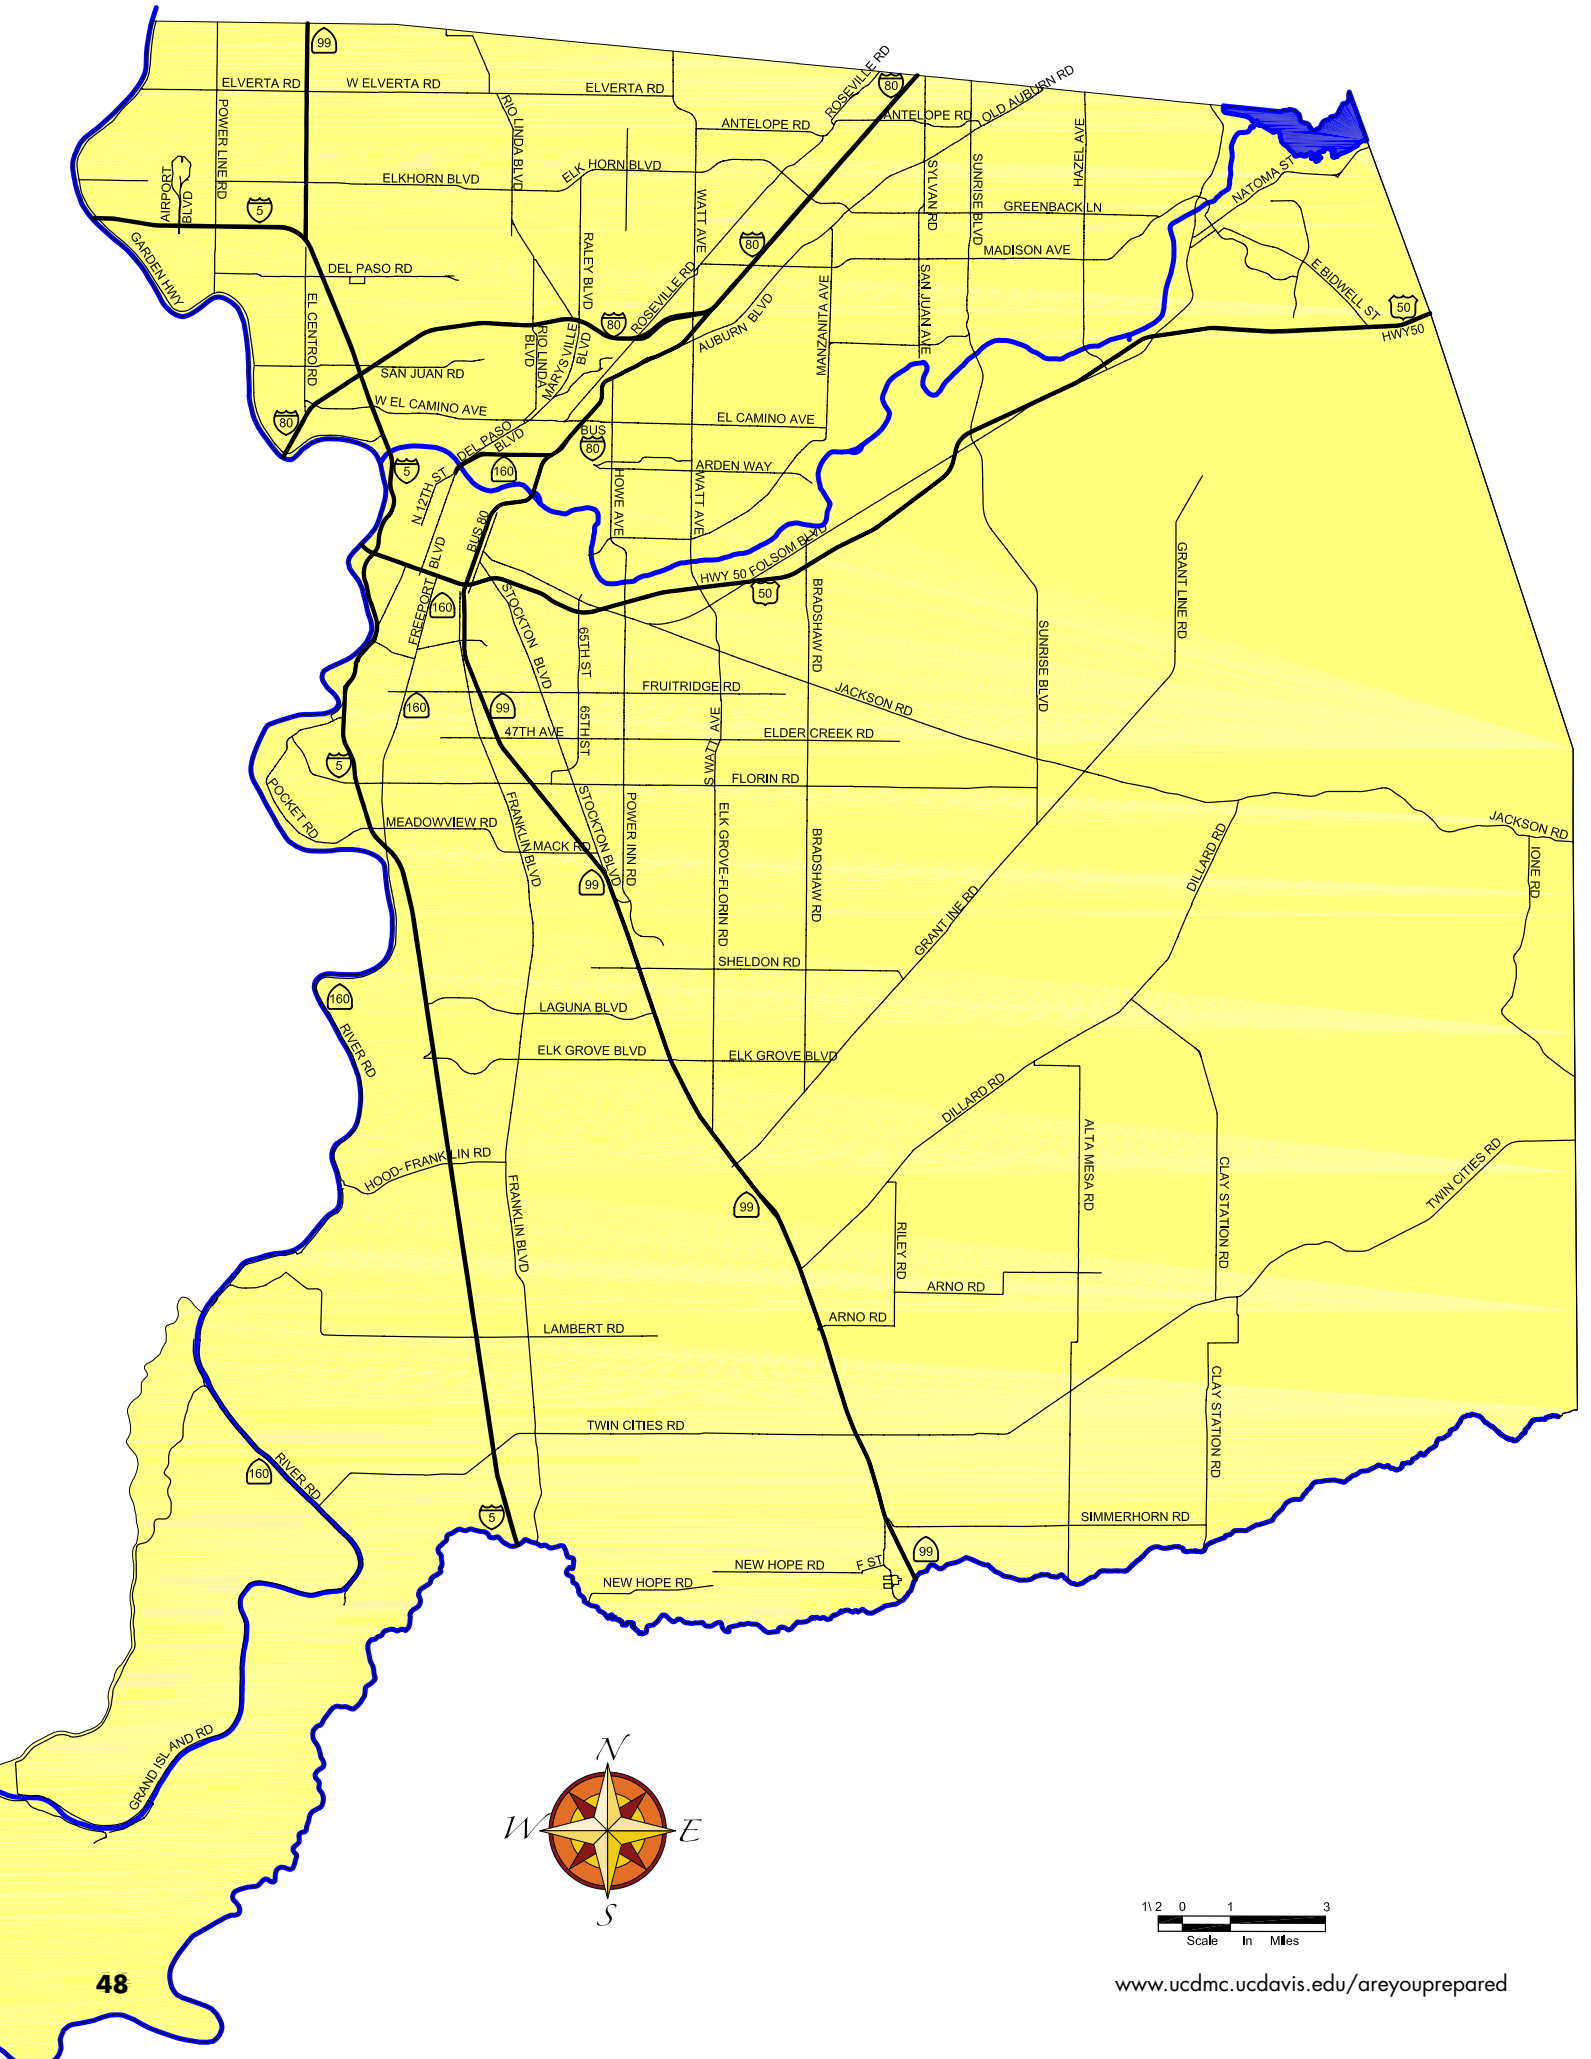 99
ROSEVILLE RD
80
OLD AUBURN RD
ELVERTA RD
W ELVERTA RD
ELVERTA RD
POWER LINE RD
RIO LINDA BLVD
ANTELOPE RD
ANTELOPE RD
HAZEL AVE
ELK HORN BLVD
ELKHORN BLVD
AIRPORT
BLVD
5
WATT AVE
SYLVAN RD
SUNRISE BLVD
NATOMA ST
GREENBACK LN
GARDEN HWY
DEL PASO RD
RALEY BLVD
80
MADISON AVE
ROSEVILLE RD
SAN JUAN AVE
E BIDWELL ST
50
HWY 50
EL CENTRO RD
80
AUBURN BLVD
MANZANITA AVE
RIO LINDA
BLVD
MARYSVILLE
BLVD
SAN JUAN RD
W EL CAMINO AVE
EL CAMINO AVE
80
DEL PASO
BLVD
BUS
80
5
160
ARDEN WAY
N 12TH ST
HOWE AVE
WATT AVE
BUS 80
HWY 50
FOLSOM BLVD
50
GRANT LINE RD
FREEPORT BLVD
160
STOCKTON BLVD
65TH ST
BRADSHAW RD
SUNRISE BLVD
FRUITRIDGE RD
JACKSON RD
160
99
65TH ST
S WATT AVE
47TH AVE
ELDER CREEK RD
5
FLORIN RD
POCKET RD
MEADOWVIEW RD
FRANKLIN BLVD
STOCKTON BLVD
POWER INN RD
ELK GROVE-FLORIN RD
BRADSHAW RD
JACKSON RD
MACK RD
DILLARD RD
IONE RD
99
GRANT INE RD
SHELDON RD
160
LAGUNA BLVD
RIVER RD
ELK GROVE BLVD
ELK GROVE BLVD
DILLARD RD
ALTA MESA RD
HOOD-FRANKLIN RD
FRANKLIN BLVD
CLAY STATION RD
TWIN CITIES RD
99
RILEY RD
ARNO RD
ARNO RD
LAMBERT RD
CLAY STATION RD
TWIN CITIES RD
160
RIVER RD
5
SIMMERHORN RD
99
NEW HOPE RD
F ST
NEW HOPE RD
GRAND ISLAND RD
N
W
E
S
1\ 2 0 1 3
Scale In Miles
48
www.ucdmc.ucdavis.edu/areyouprepared